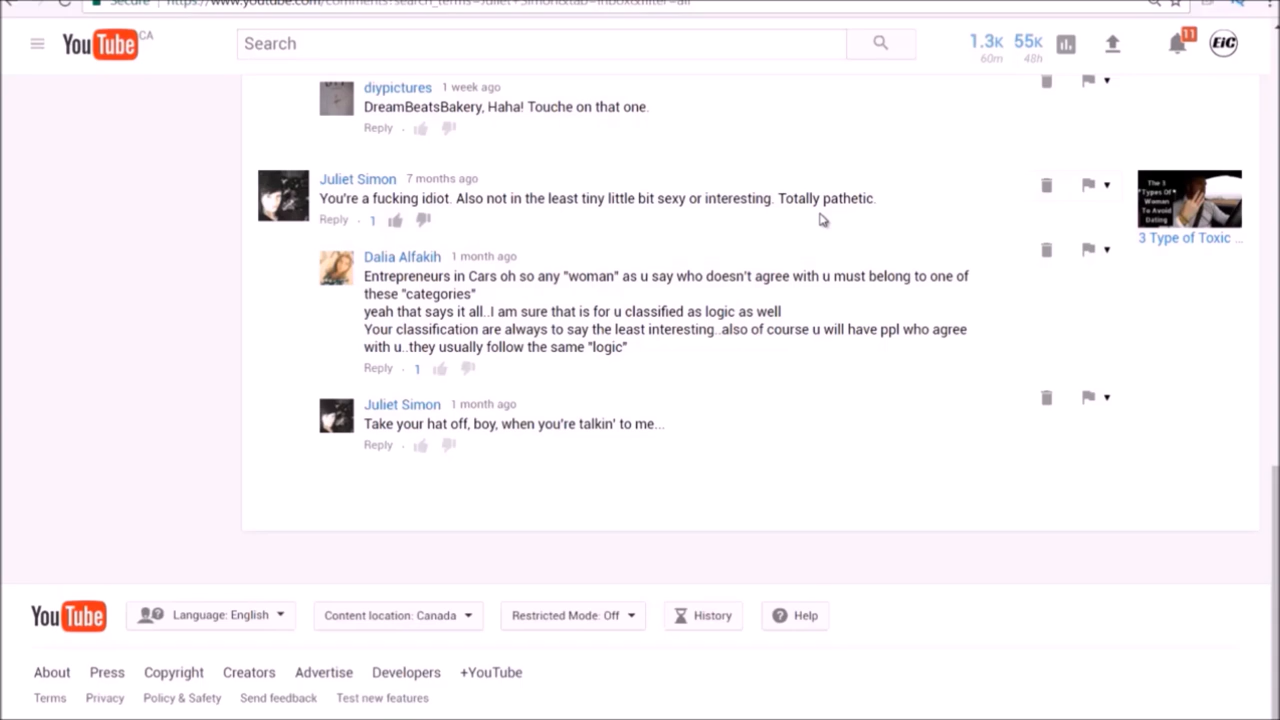 YouTube CA
Search
1.3K 55K
60m 48h
11
EiC
diypictures 1 week ago
DreamBeatsBakery, Haha! Touche on that one.
Reply
Juliet Simon 7 months ago
You're a fucking idiot. Also not in the least tiny little bit sexy or interesting. Totally pathetic.
Reply · 1
The 3
Types Of
Woman
To Avoid
Dating
3 Type of Toxic ...
Dalia Alfakih 1 month ago
Entrepreneurs in Cars oh so any "woman" as u say who doesn't agree with u must belong to one of
these "categories"
yeah that says it all..I am sure that is for u classified as logic as well
Your classification are always to say the least interesting..also of course u will have ppl who agree
with u..they usually follow the same "logic"
Reply · 1
Juliet Simon 1 month ago
Take your hat off, boy, when you're talkin' to me...
Reply
YouTube
Language: English
Content location: Canada
Restricted Mode: Off
History
Help
About Press Copyright Creators Advertise Developers +YouTube
Terms Privacy Policy & Safety Send feedback Test new features